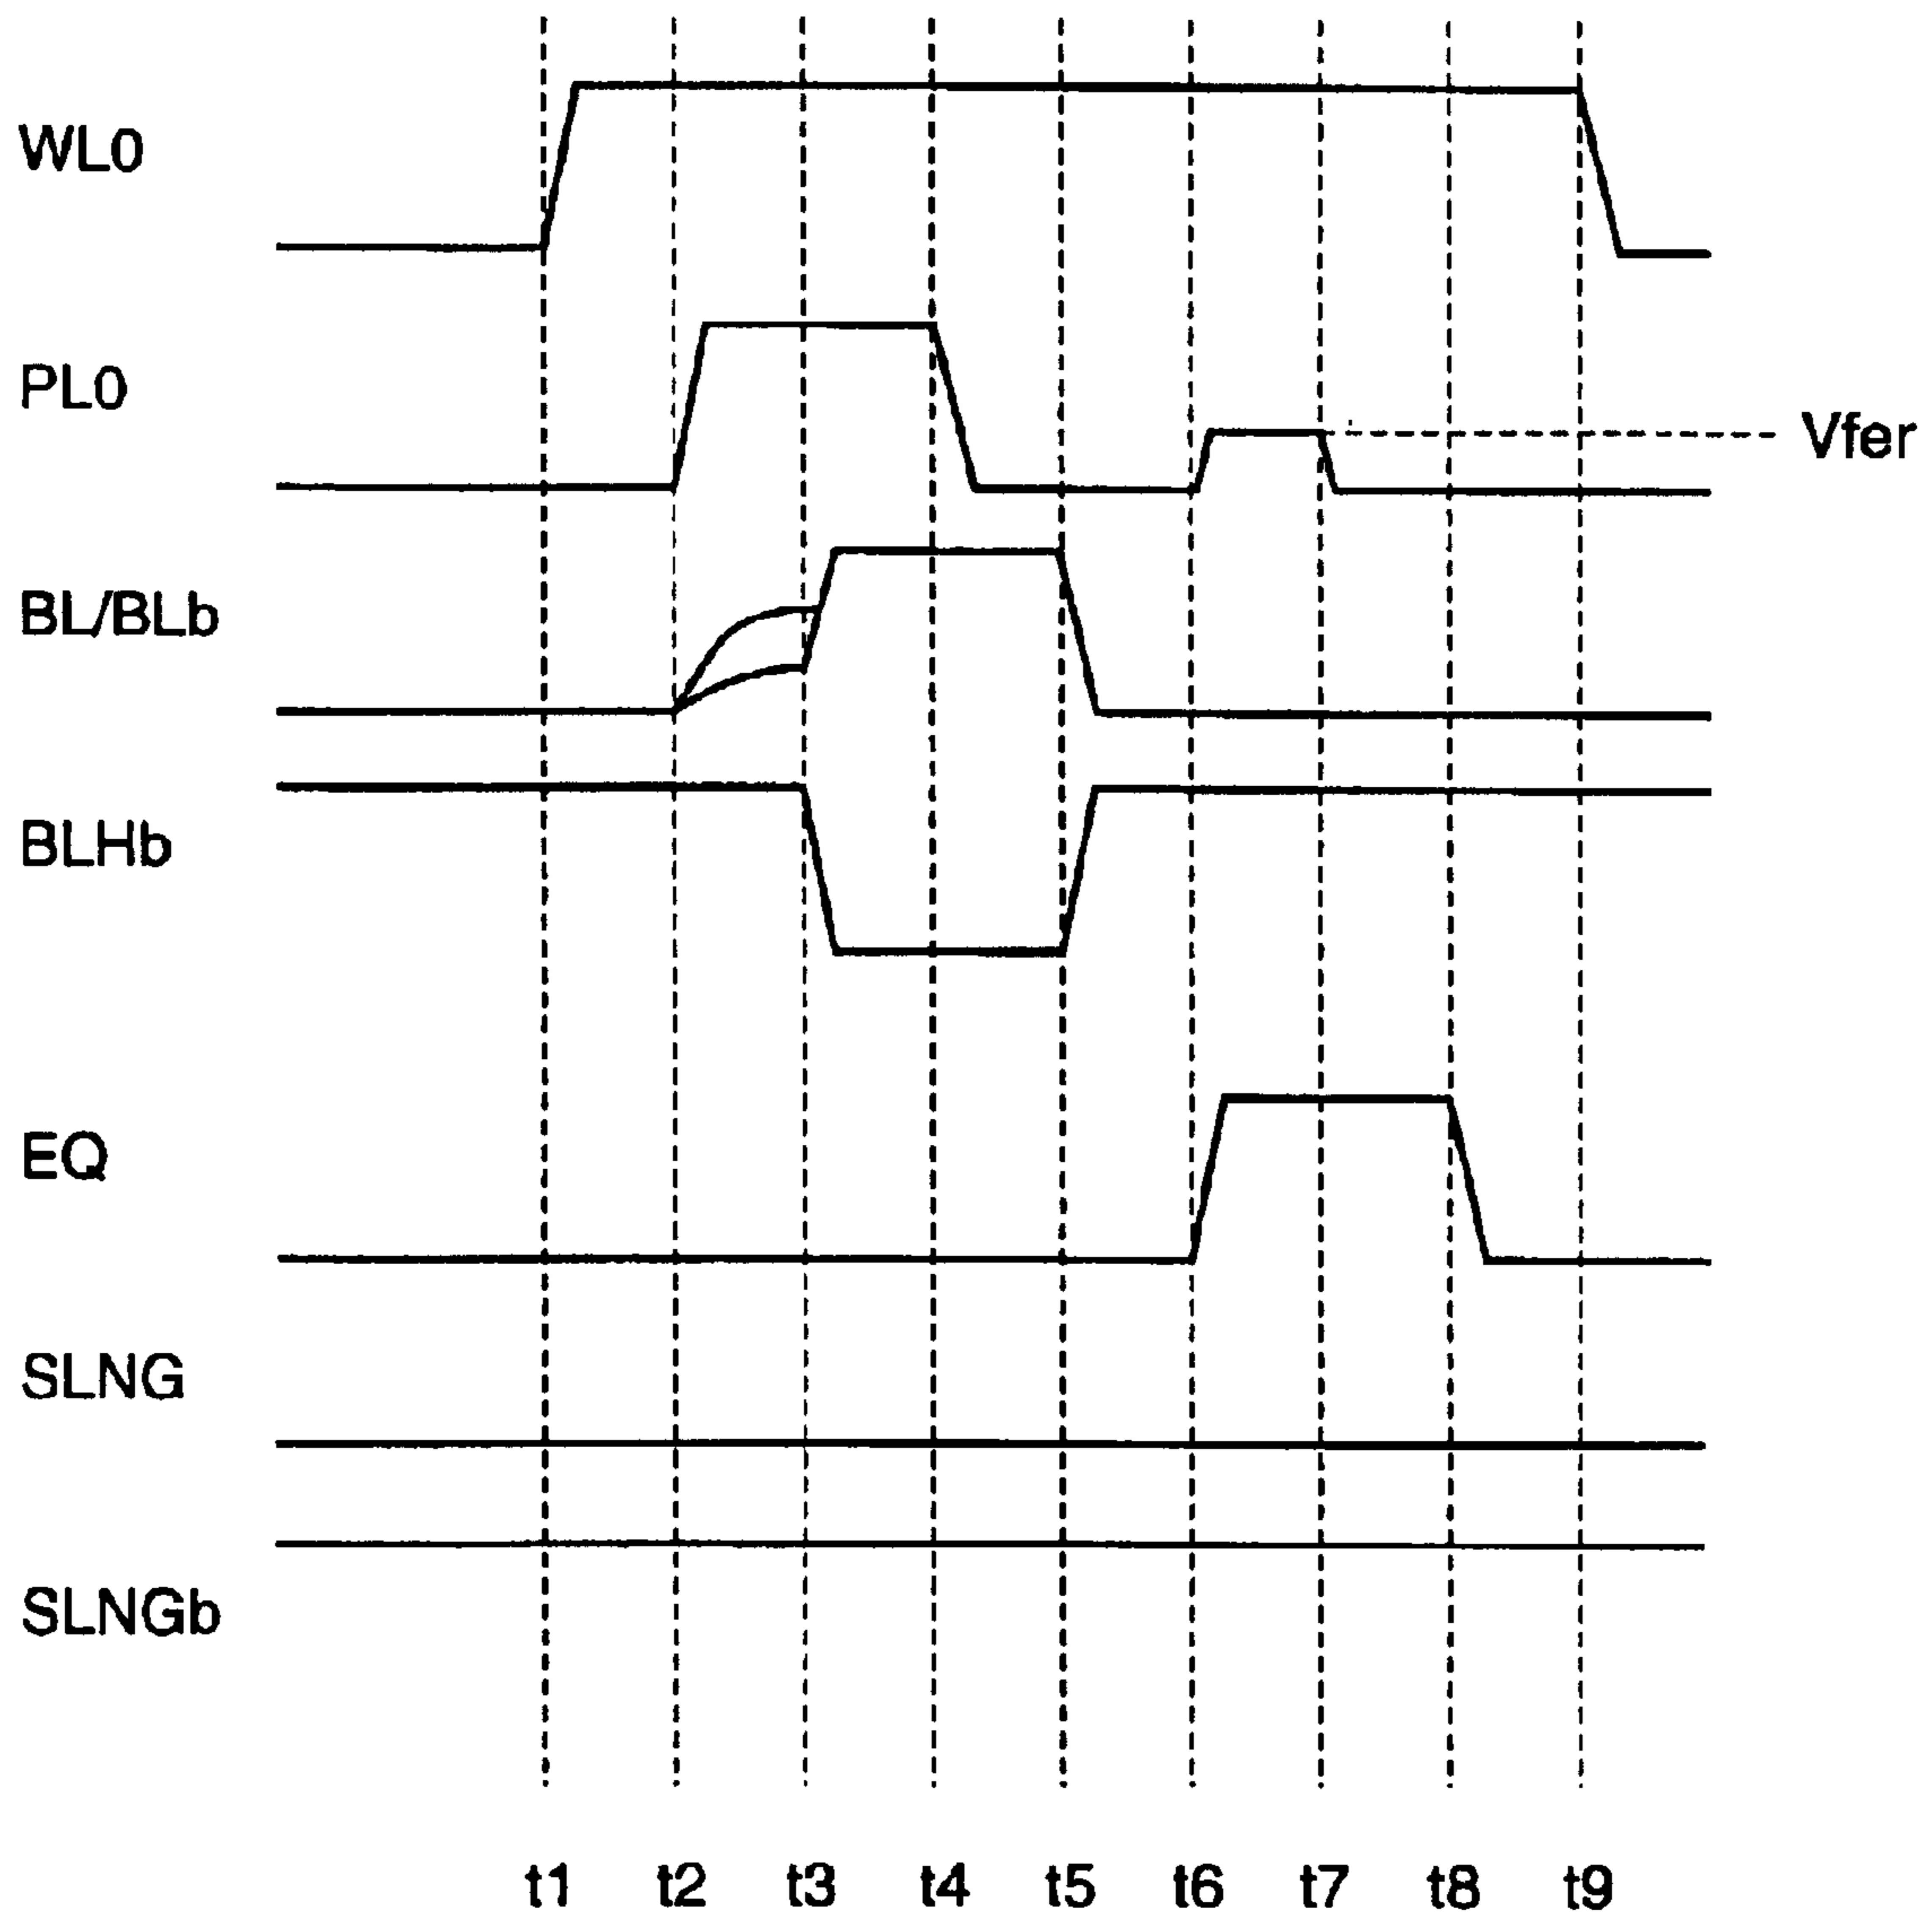 WL0
PL0
Vfer
BL/BLb
BLHb
EQ
SLNG
SLNGb
t1 t2 t3 t4 t5 t6 t7 t8 t9